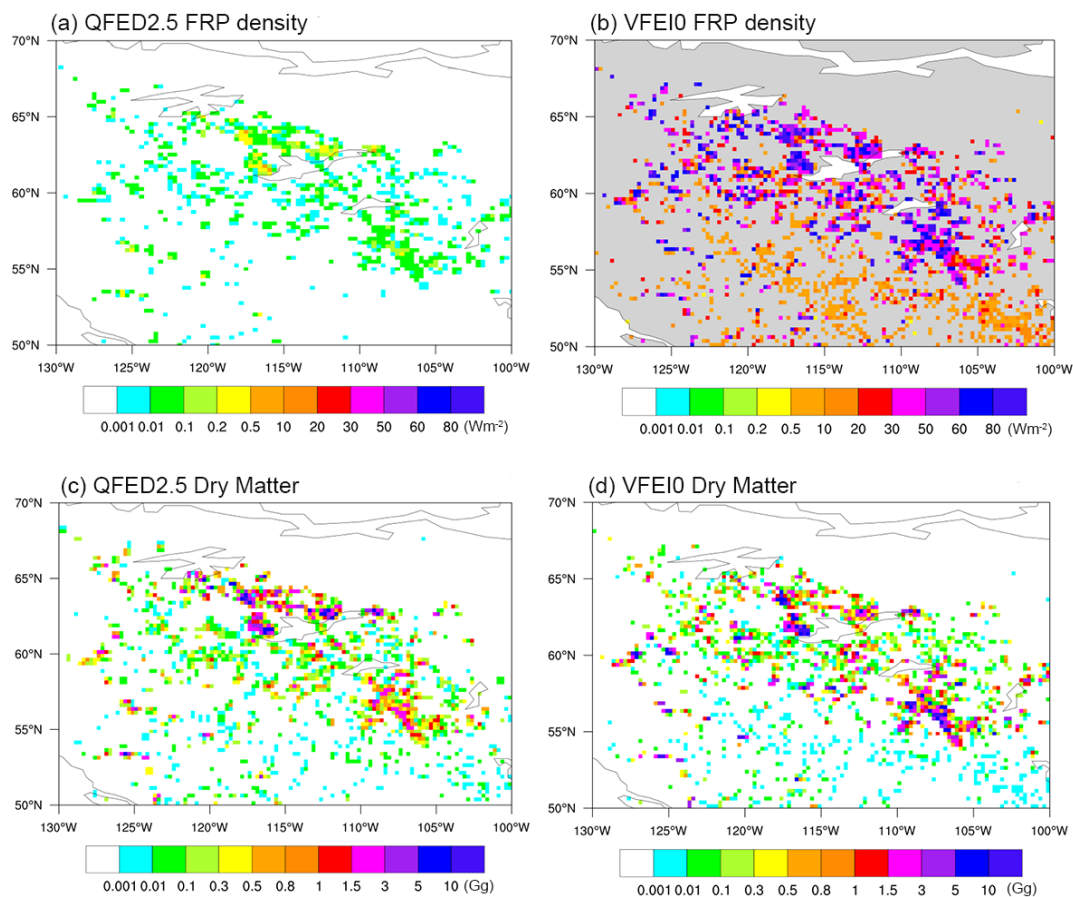 (a) QFED2.5 FRP density
70°N
65°N
60°N
55°N
50°N
130°W 125°W 120°W 115°W 110°W 105°W 100°W
0.001 0.01 0.1 0.2 0.5 10 20 30 50 60 80 (Wm-2)
(b) VFEI0 FRP density
70°N
65°N
60°N
55°N
50°N
130°W 125°W 120°W 115°W 110°W 105°W 100°W
0.001 0.01 0.1 0.2 0.5 10 20 30 50 60 80 (Wm-2)
(c) QFED2.5 Dry Matter
70°N
65°N
60°N
55°N
50°N
130°W 125°W 120°W 115°W 110°W 105°W 100°W
0.001 0.01 0.1 0.3 0.5 0.8 1 1.5 3 5 10 (Gg)
(d) VFEI0 Dry Matter
70°N
65°N
60°N
55°N
50°N
130°W 125°W 120°W 115°W 110°W 105°W 100°W
0.001 0.01 0.1 0.3 0.5 0.8 1 1.5 3 5 10 (Gg)